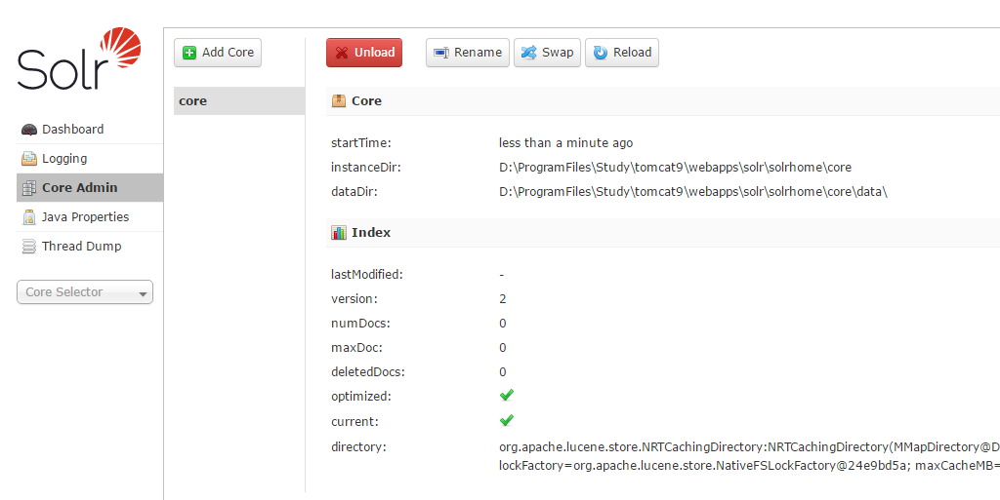 Solr
Dashboard
Logging
Core Admin
Java Properties
Thread Dump
Core Selector
Add Core
core
Unload
Rename
Swap
Reload
Core
startTime: less than a minute ago
instanceDir: D:\ProgramFiles\Study\tomcat9\webapps\solr\solrhome\core
dataDir: D:\ProgramFiles\Study\tomcat9\webapps\solr\solrhome\core\data\
Index
lastModified: -
version: 2
numDocs: 0
maxDoc: 0
deletedDocs: 0
optimized:
current:
directory: org.apache.lucene.store.NRTCachingDirectory:NRTCachingDirectory(MMapDirectory@D
lockFactory=org.apache.lucene.store.NativeFSLockFactory@24e9bd5a; maxCacheMB=